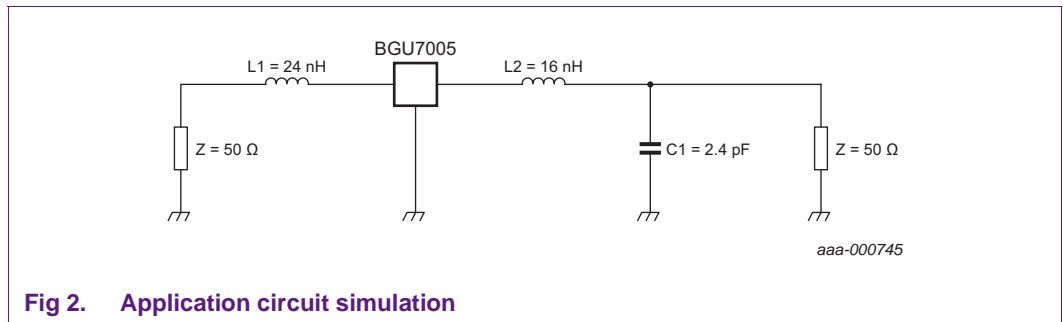 BGU7005
L1 = 24 nH
L2 = 16 nH
Z = 50 Ω
C1 = 2.4 pF
Z = 50 Ω
aaa-000745
Fig 2. Application circuit simulation